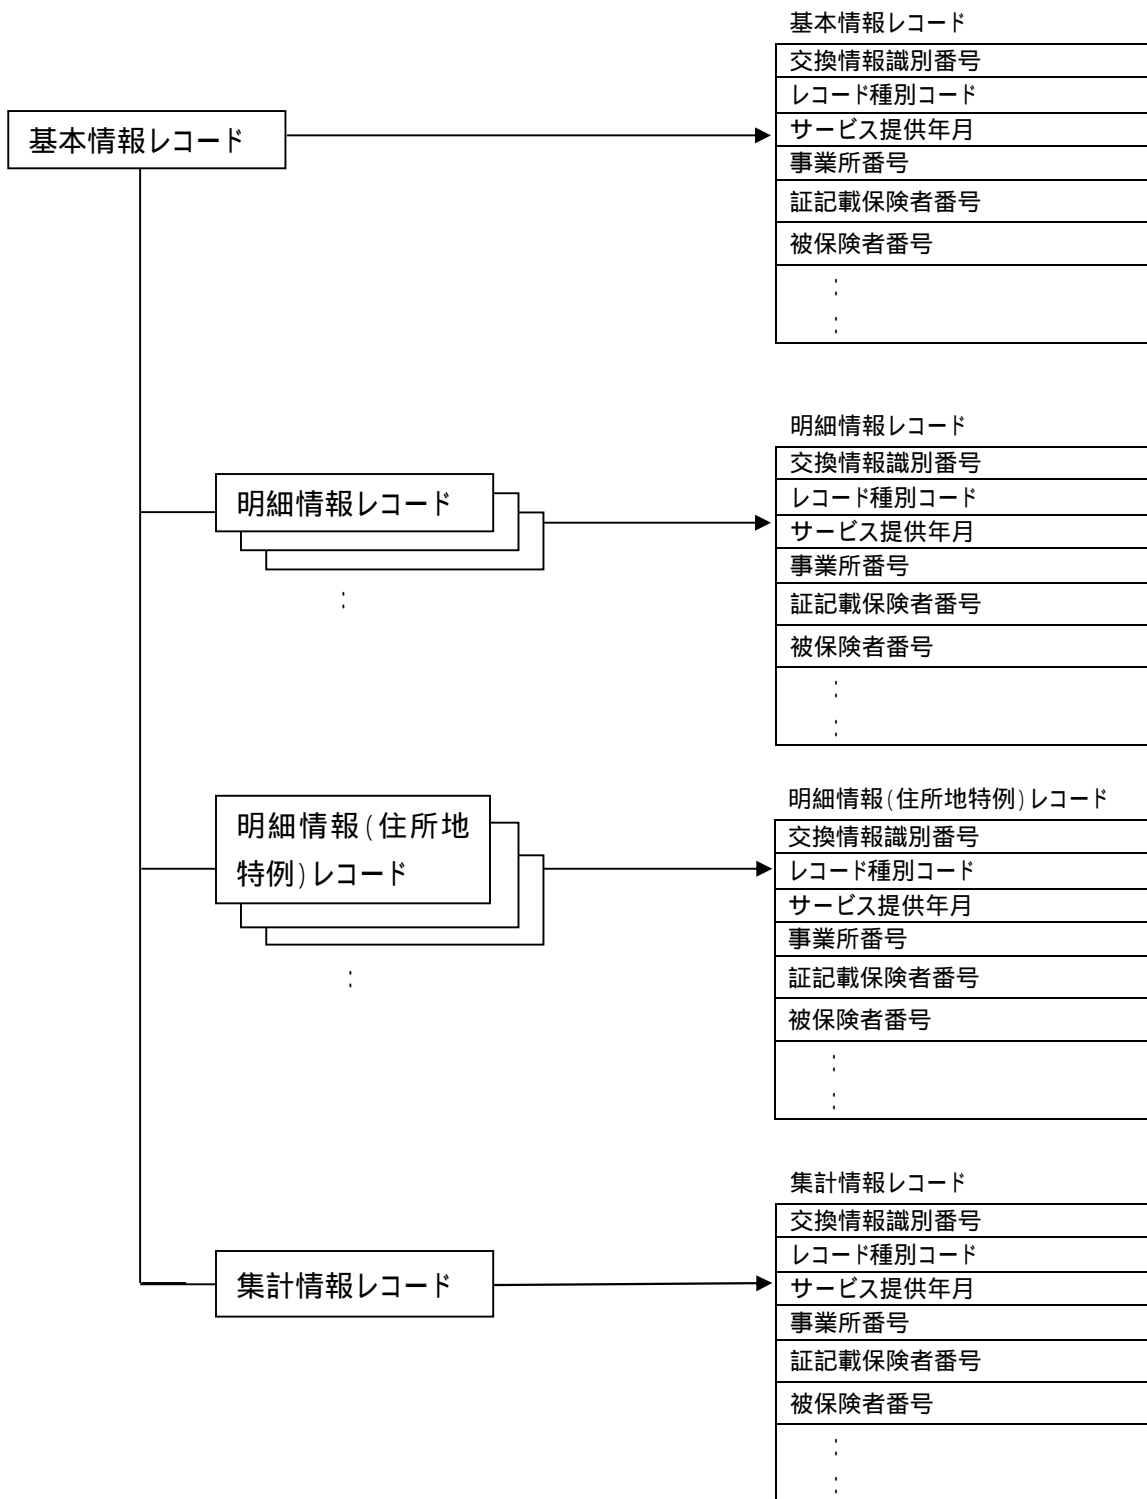 基本情報レコード
交換情報識別番号
レコード種別コード
サービス提供年月
事業所番号
証記載保険者番号
被保険者番号
:
:
基本情報レコード
明細情報レコード
交換情報識別番号
レコード種別コード
サービス提供年月
事業所番号
証記載保険者番号
被保険者番号
:
:
明細情報レコード
:
明細情報(住所地特例)レコード
交換情報識別番号
レコード種別コード
サービス提供年月
事業所番号
証記載保険者番号
被保険者番号
:
:
明細情報(住所地
特例)レコード
:
集計情報レコード
交換情報識別番号
レコード種別コード
サービス提供年月
事業所番号
証記載保険者番号
被保険者番号
:
:
集計情報レコード